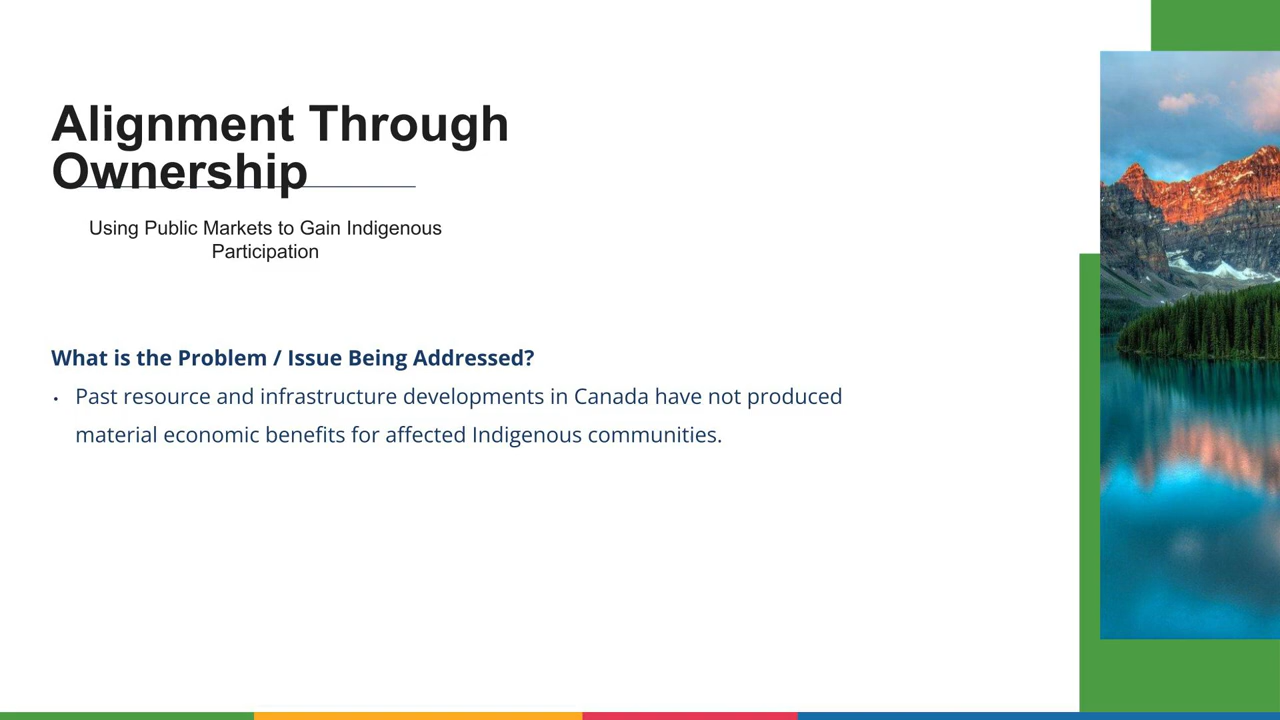 Alignment Through
Ownership
Using Public Markets to Gain Indigenous
Participation
What is the Problem / Issue Being Addressed?
• Past resource and infrastructure developments in Canada have not produced
material economic benefits for affected Indigenous communities.